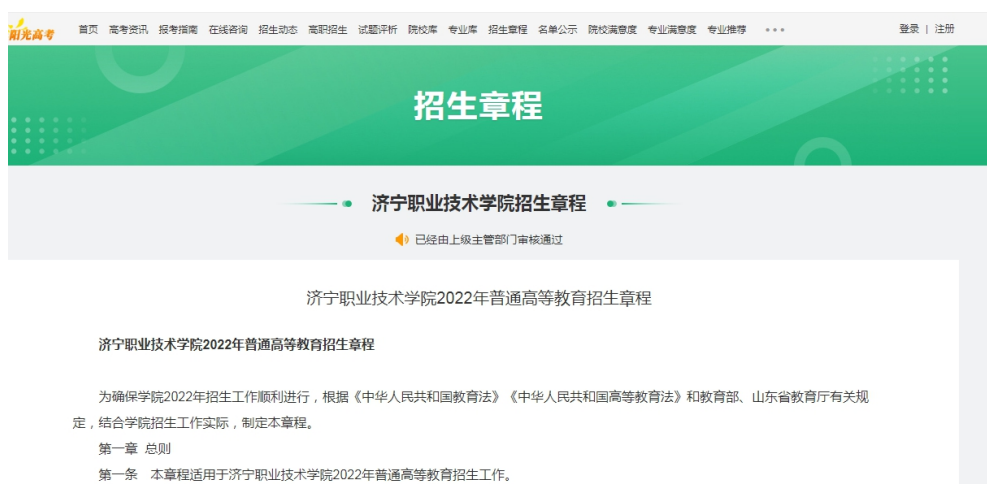 阳光高考 首页 高考资讯 报考指南 在线咨询 招生动态 高职招生 试题评析 院校库 专业库 招生章程 名单公示 院校满意度 专业满意度 专业推荐 ••• 登录 | 注册
招生章程
济宁职业技术学院招生章程
已经由上级主管部门审核通过
济宁职业技术学院2022年普通高等教育招生章程
济宁职业技术学院2022年普通高等教育招生章程
为确保学院2022年招生工作顺利进行，根据《中华人民共和国教育法》《中华人民共和国高等教育法》和教育部、山东省教育厅有关规
定，结合学院招生工作实际，制定本章程。
第一章 总则
第一条 本章程适用于济宁职业技术学院2022年普通高等教育招生工作。